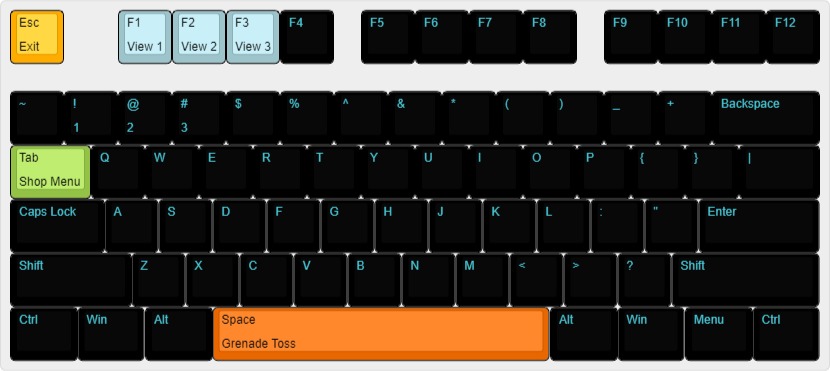 Esc F1 F2 F3 F4 F5 F6 F7 F8 F9 F10 F11 F12
Exit View 1 View 2 View 3
~ ! @ # $ % ^ & * ( ) _ + Backspace
1 2 3
Tab Q W E R T Y U I O P { } |
Shop Menu
Caps Lock A S D F G H J K L : " Enter
Shift Z X C V B N M < > ? Shift
Ctrl Win Alt Space Alt Win Menu Ctrl
Grenade Toss